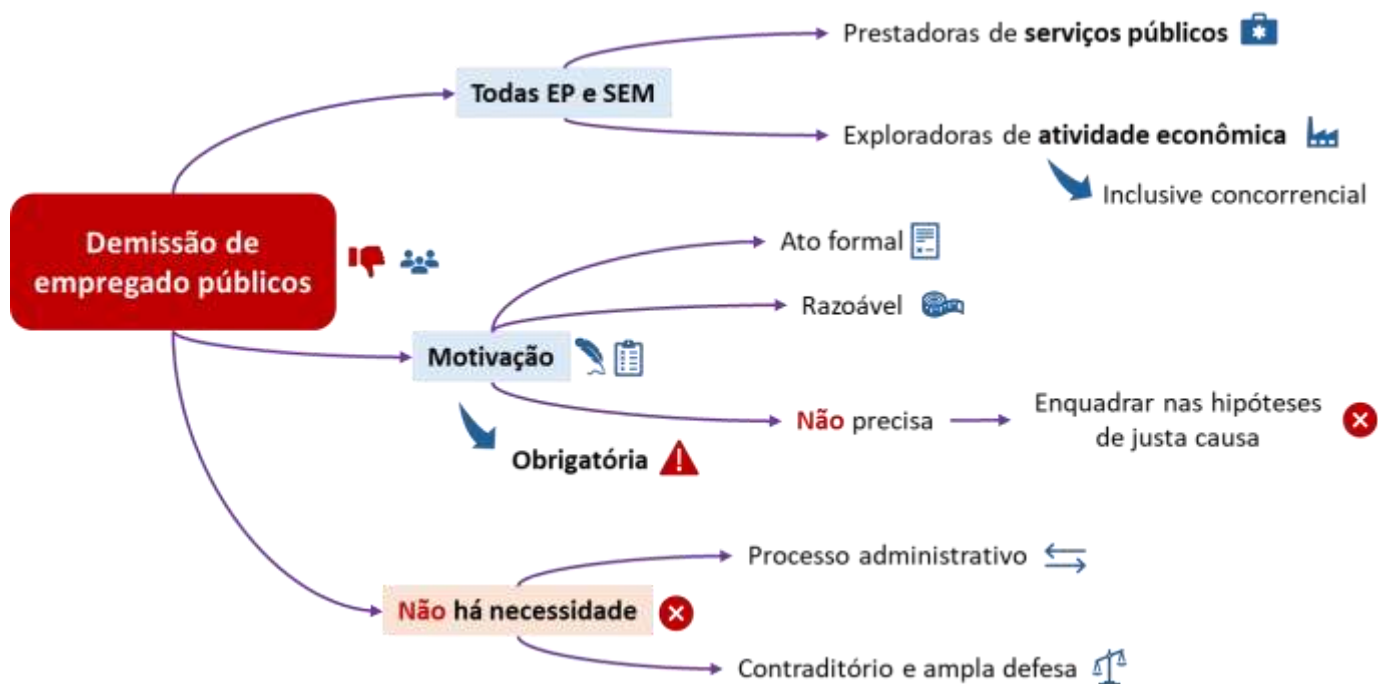 Prestadoras de serviços públicos
Todas EP e SEM
Exploradoras de atividade econômica
Inclusive concorrencial
Demissão de
empregado públicos
Ato formal
Razoável
Motivação
Não precisa
Enquadrar nas hipóteses
de justa causa
Obrigatória
Processo administrativo
Não há necessidade
Contraditório e ampla defesa